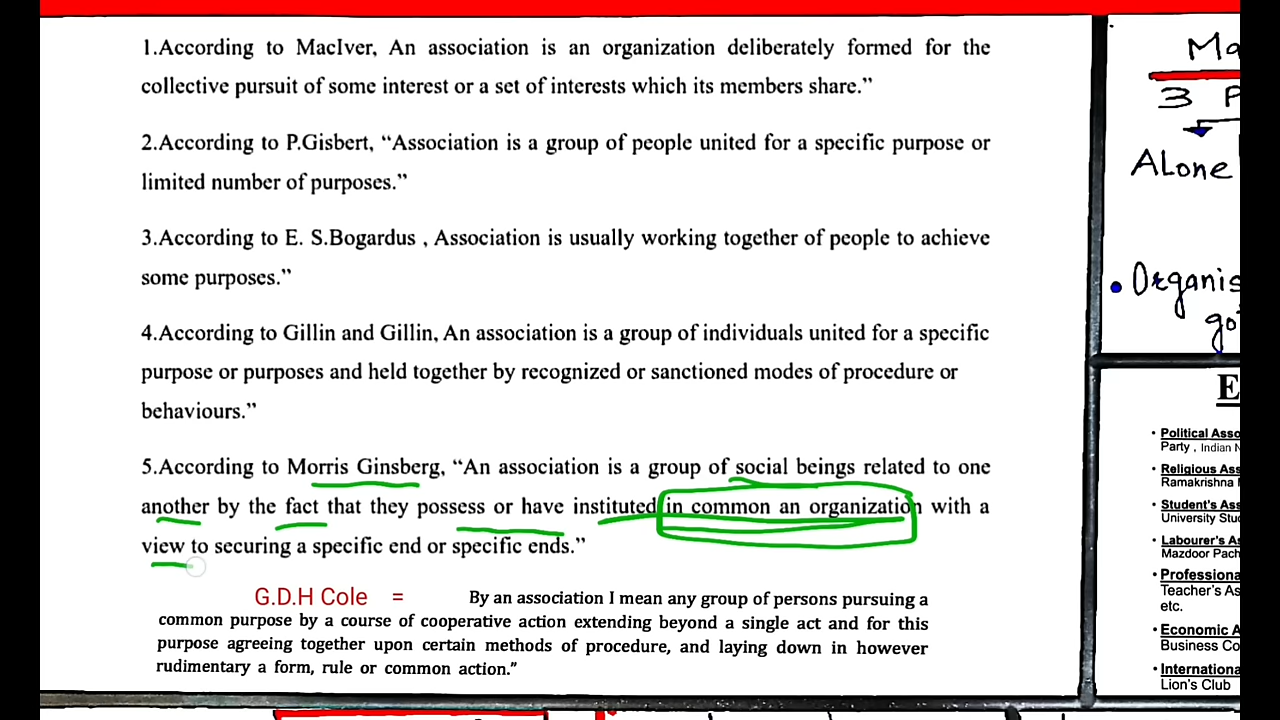 1.According to MacIver, An association is an organization deliberately formed for the
collective pursuit of some interest or a set of interests which its members share.”
2.According to P.Gisbert, “Association is a group of people united for a specific purpose or
limited number of purposes.”
3.According to E. S.Bogardus , Association is usually working together of people to achieve
some purposes.”
4.According to Gillin and Gillin, An association is a group of individuals united for a specific
purpose or purposes and held together by recognized or sanctioned modes of procedure or
behaviours.”
5.According to Morris Ginsberg, “An association is a group of social beings related to one
another by the fact that they possess or have instituted in common an organization with a
view to securing a specific end or specific ends.”
G.D.H Cole = By an association I mean any group of persons pursuing a
common purpose by a course of cooperative action extending beyond a single act and for this
purpose agreeing together upon certain methods of procedure, and laying down in however
rudimentary a form, rule or common action.”
Ma
3 P
Alone
• Organis
go
E
• Political Asso
Party , Indian N
• Religious Ass
Ramakrishna
• Student's Ass
University Stu
• Labourer's As
Mazdoor Pach
• Professiona
Teacher's As
etc.
• Economic A
Business Co
• Internationa
Lion's Club